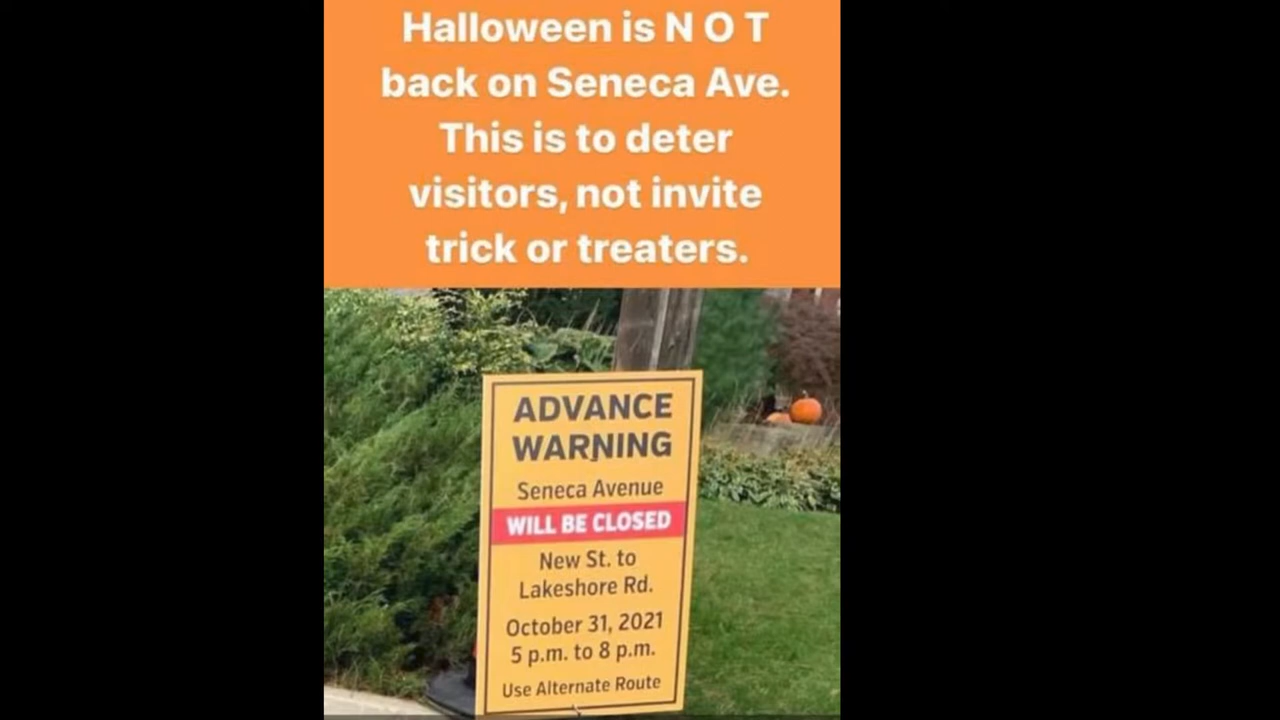 Halloween is N O T
back on Seneca Ave.
This is to deter
visitors, not invite
trick or treaters.
ADVANCE
WARNING
Seneca Avenue
WILL BE CLOSED
New St. to
Lakeshore Rd.
October 31, 2021
5 p.m. to 8 p.m.
Use Alternate Route